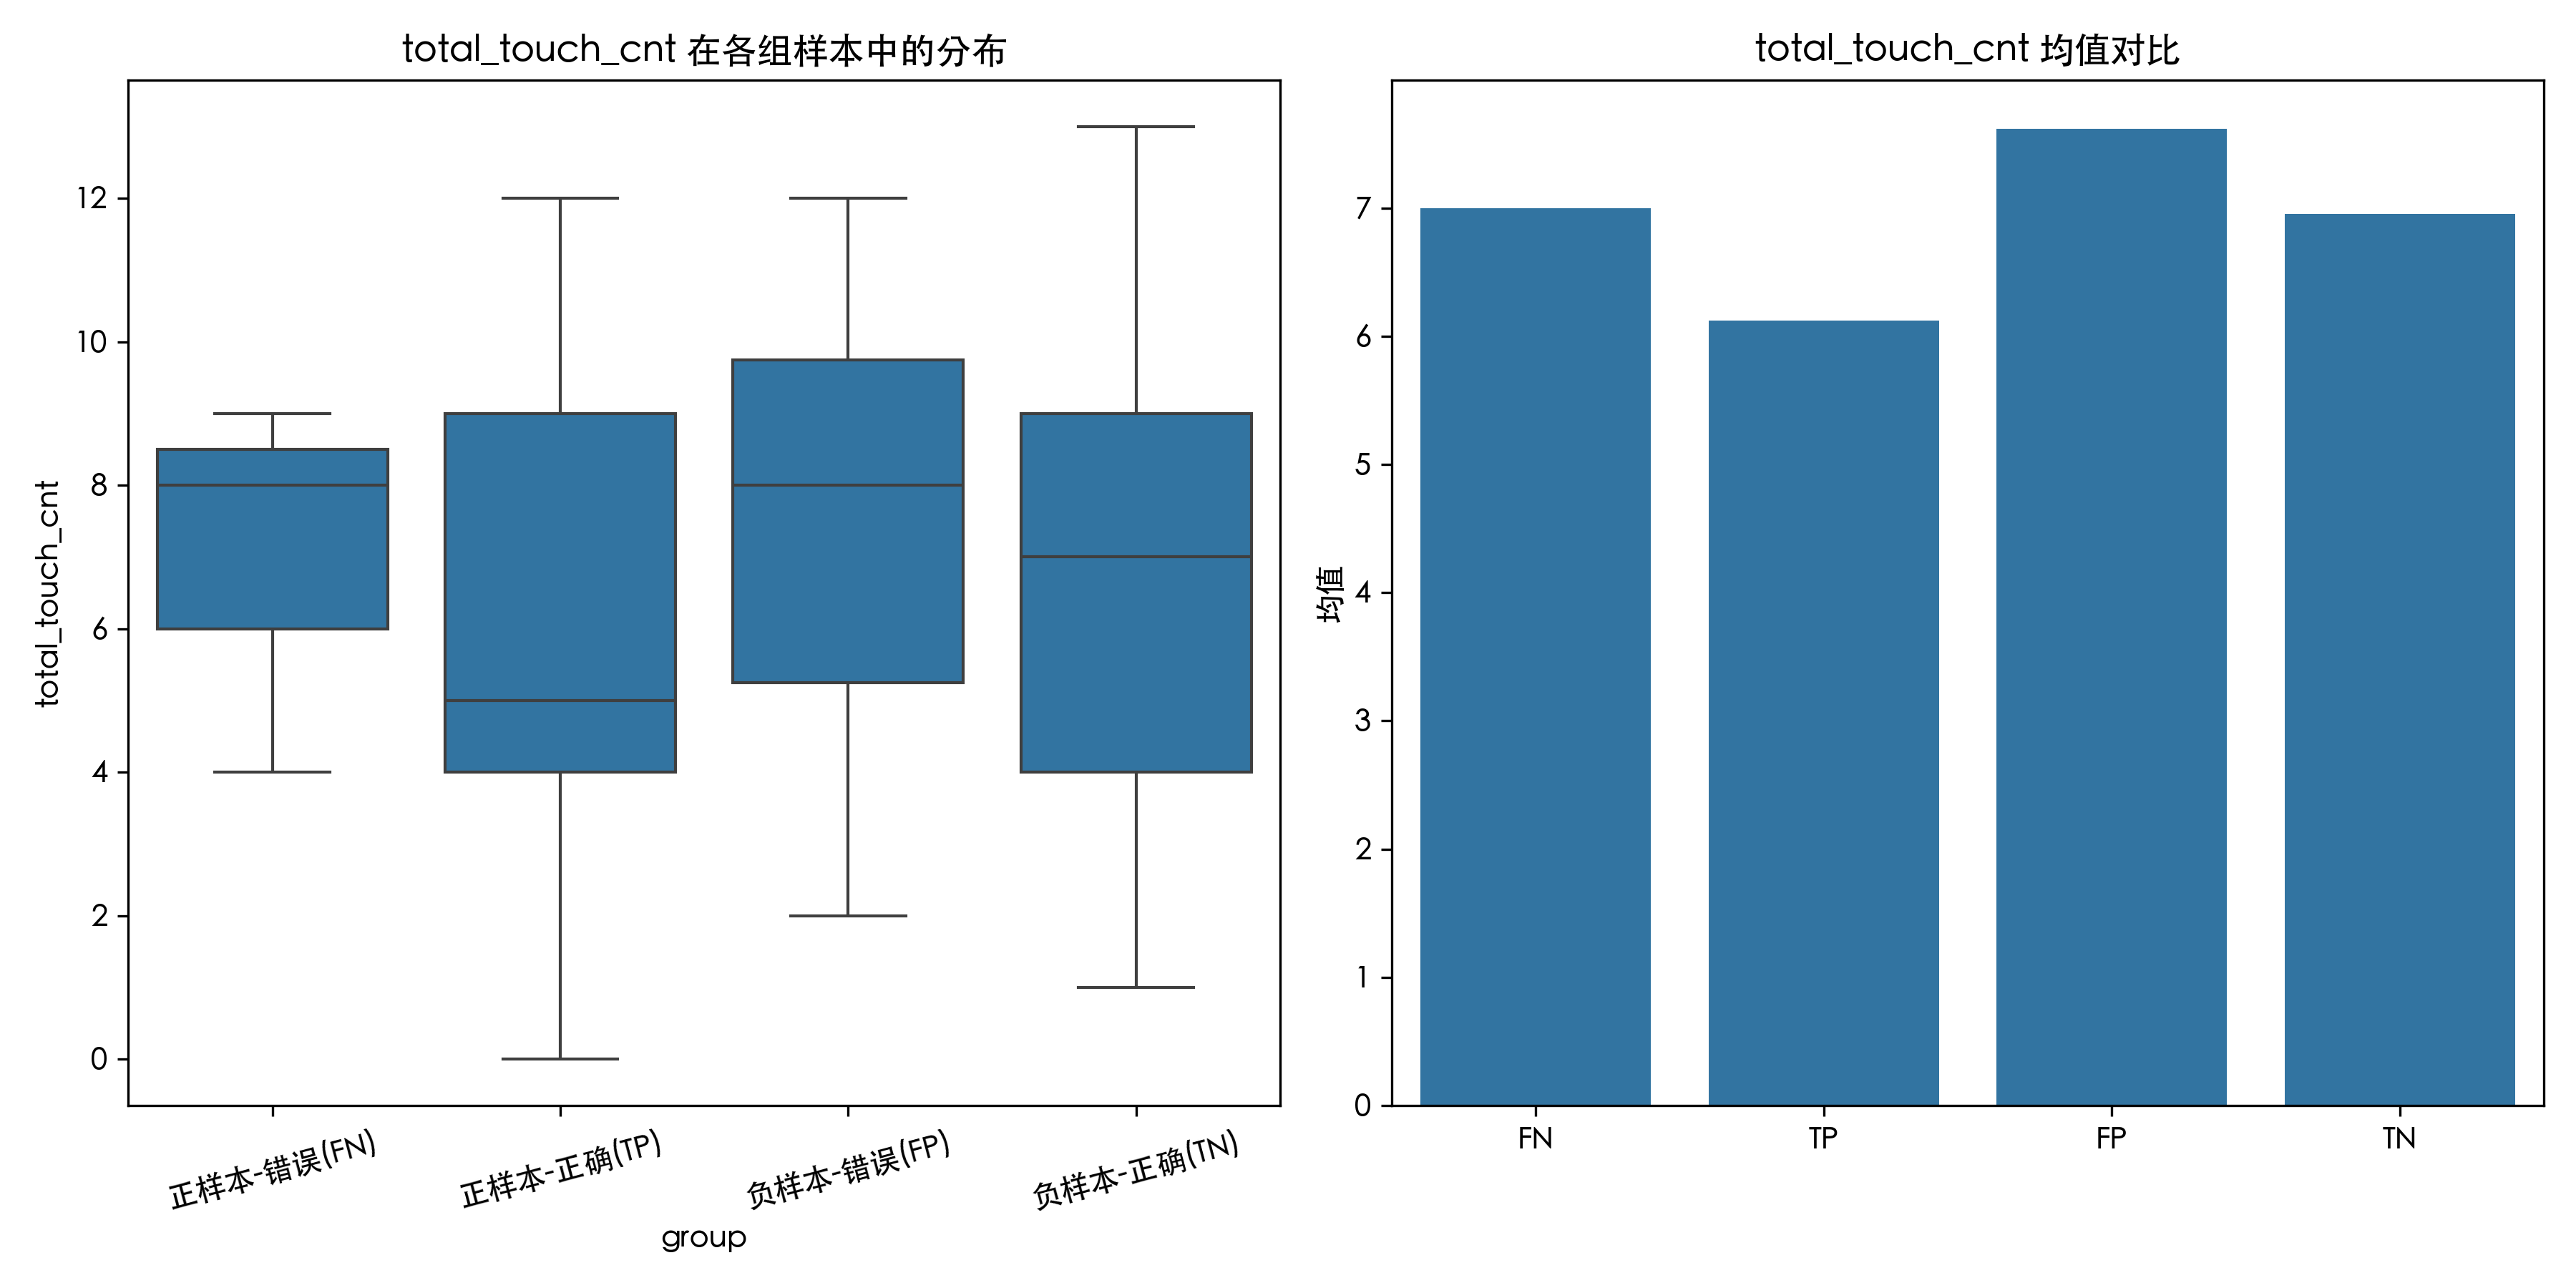 total_touch_cnt 在各组样本中的分布
total_touch_cnt
12
10
8
6
4
2
0
正样本-错误(FN)
正样本-正确(TP)
负样本-错误(FP)
负样本-正确(TN)
group
total_touch_cnt 均值对比
均值
7
6
5
4
3
2
1
0
FN
TP
FP
TN